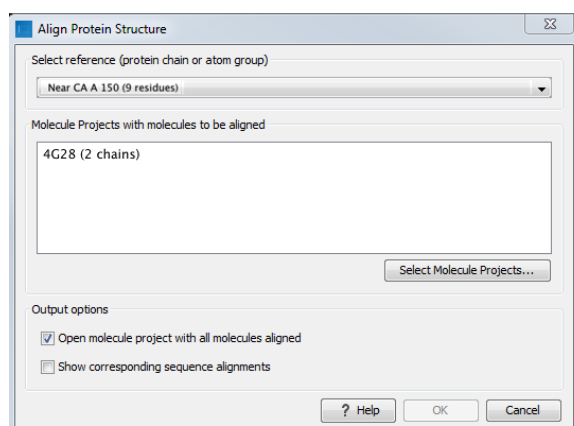 Align Protein Structure
Select reference (protein chain or atom group)
Near CA A 150 (9 residues)
Molecule Projects with molecules to be aligned
4G28 (2 chains)
Select Molecule Projects...
Output options
Open molecule project with all molecules aligned
Show corresponding sequence alignments
? Help OK Cancel